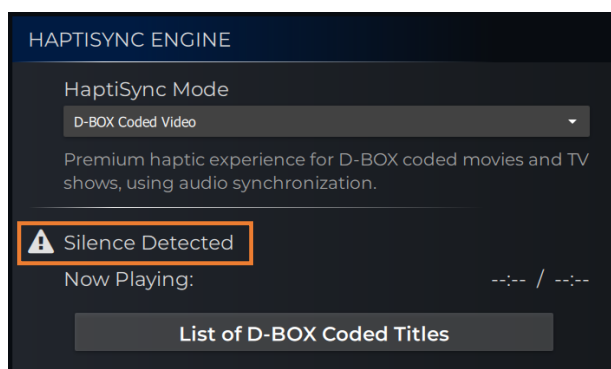 HAPTISYNC ENGINE
HaptiSync Mode
D-BOX Coded Video
Premium haptic experience for D-BOX coded movies and TV
shows, using audio synchronization.
Silence Detected
Now Playing: --:-- / --:--
List of D-BOX Coded Titles